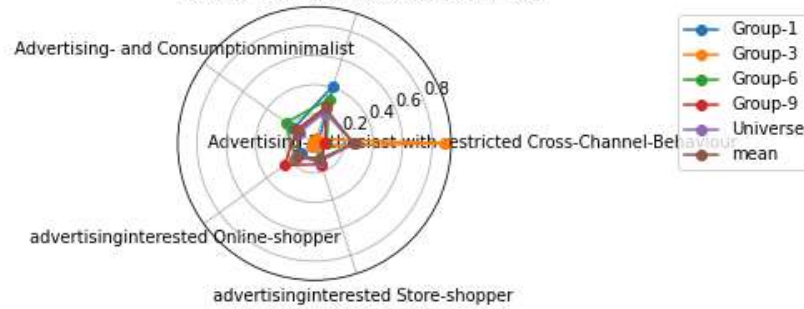 Advertising- and Consumptionminimalist
0.2 0.4 0.6 0.8
Advertising-Enthusiast with restricted Cross-Channel-Behaviour
advertisinginterested Online-shopper
advertisinginterested Store-shopper
Group-1
Group-3
Group-6
Group-9
Universe
mean